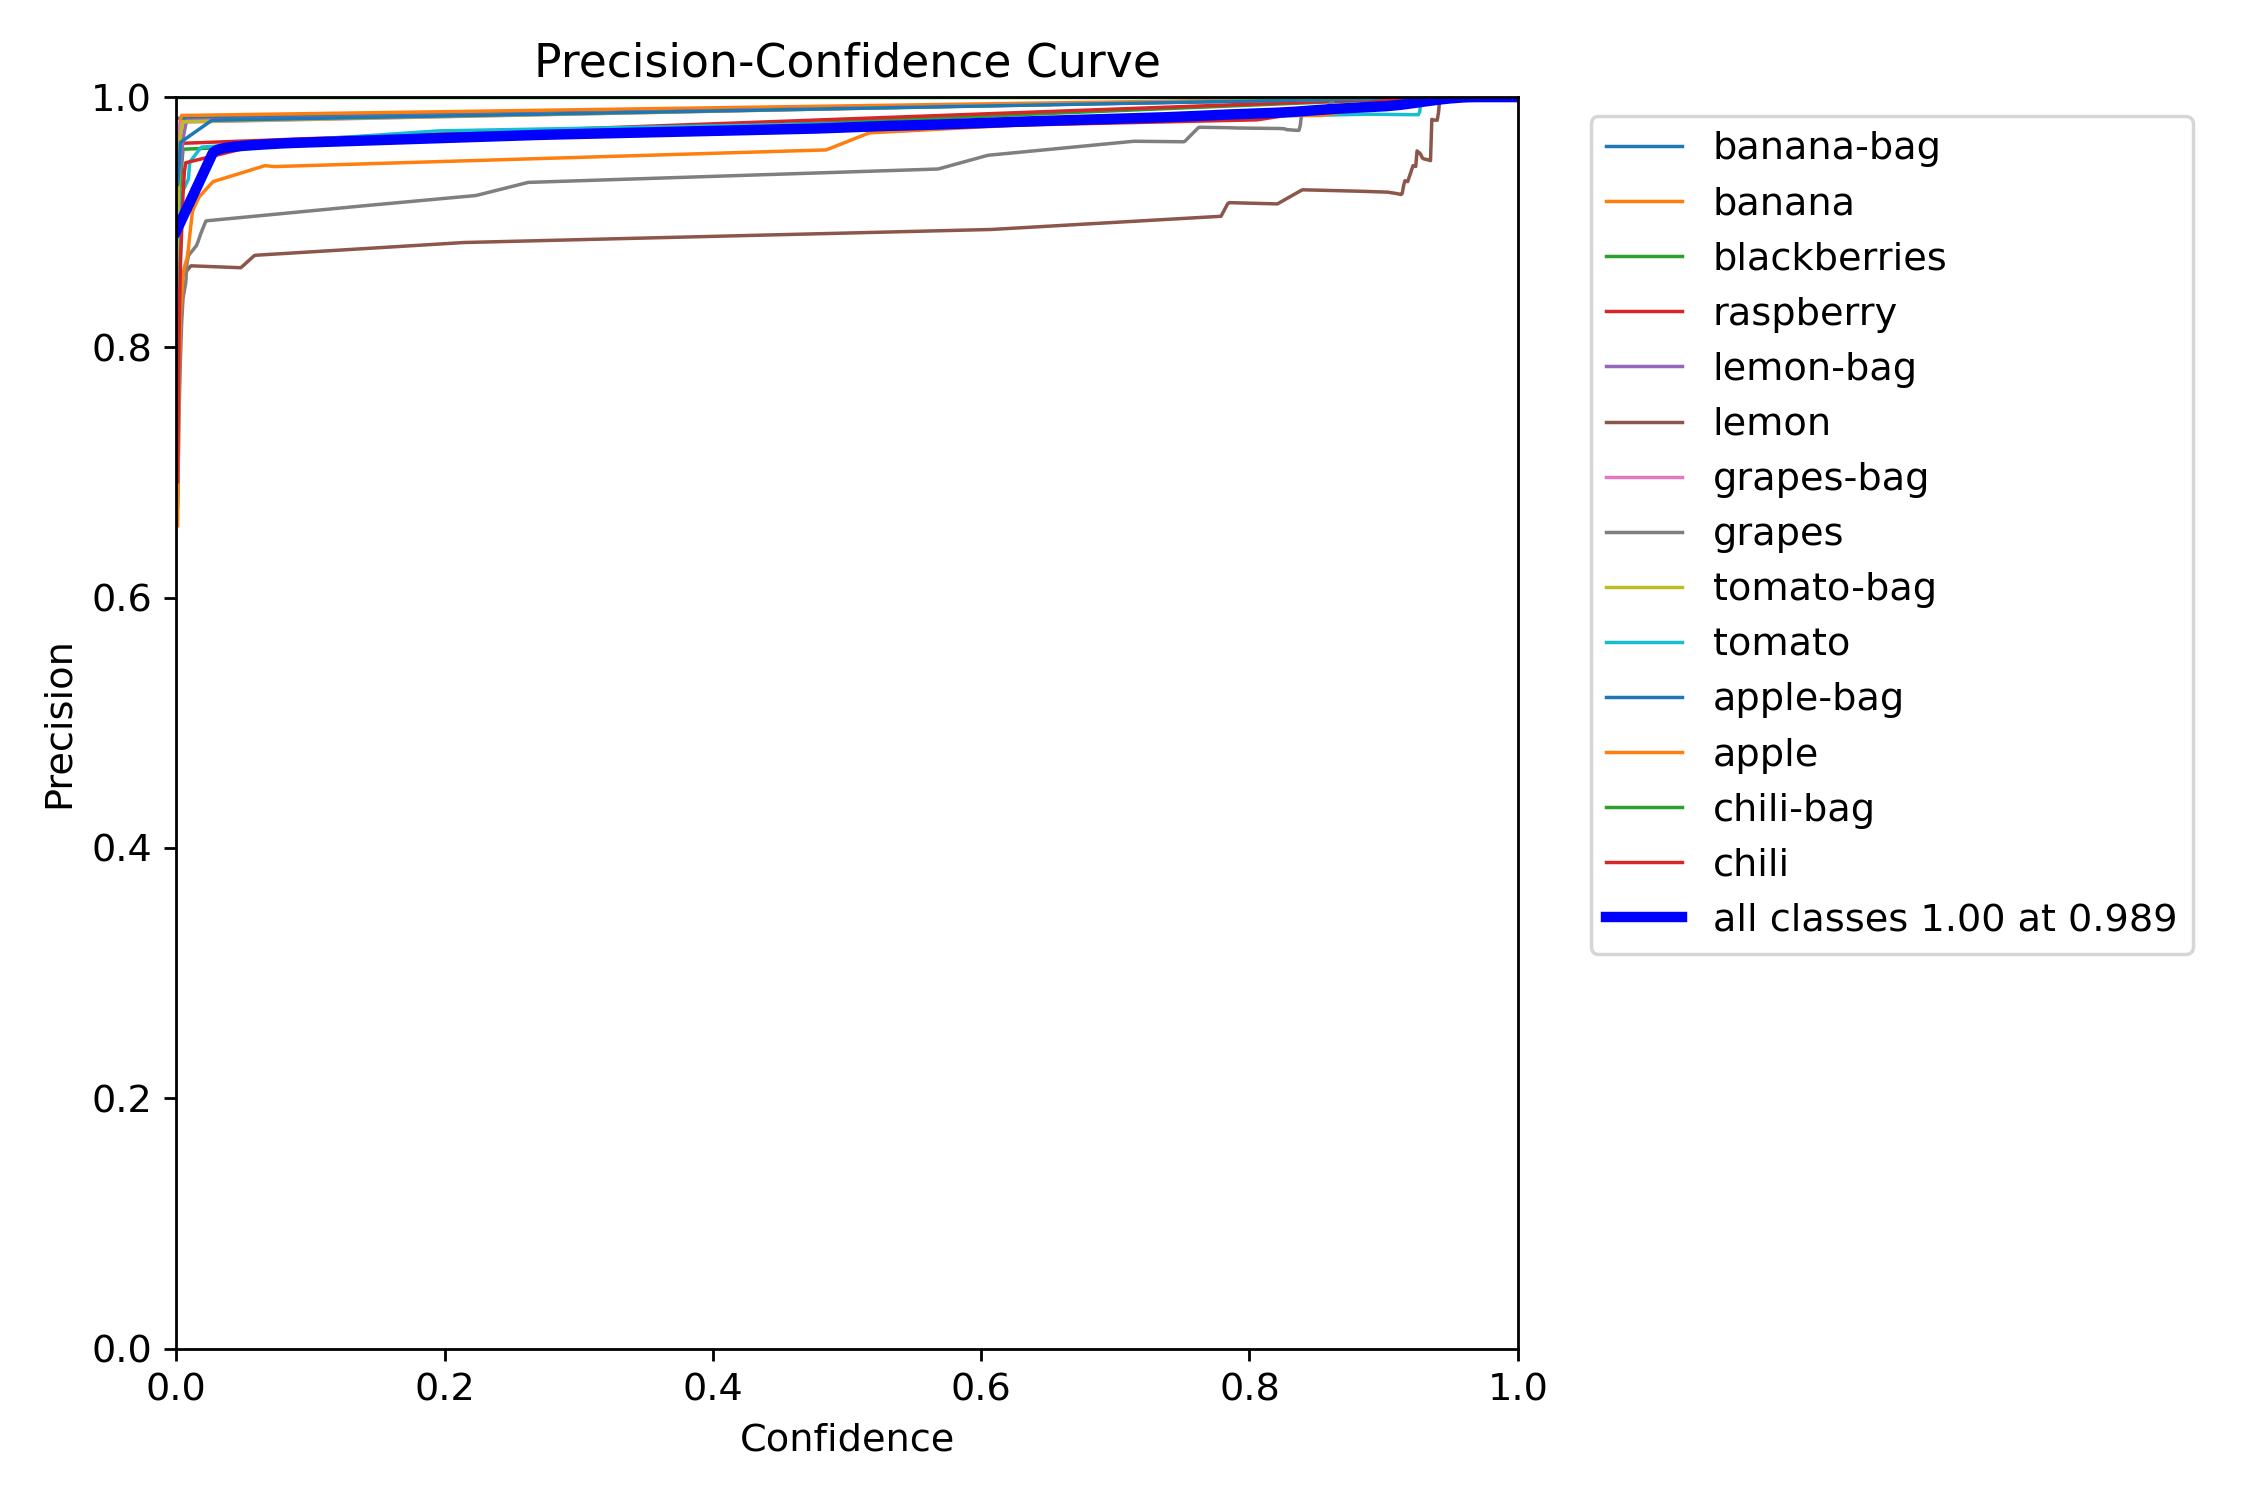 Precision-Confidence Curve
1.0
0.8
0.6
0.4
0.2
0.0
Precision
0.0 0.2 0.4 0.6 0.8 1.0
Confidence
banana-bag
banana
blackberries
raspberry
lemon-bag
lemon
grapes-bag
grapes
tomato-bag
tomato
apple-bag
apple
chili-bag
chili
all classes 1.00 at 0.989